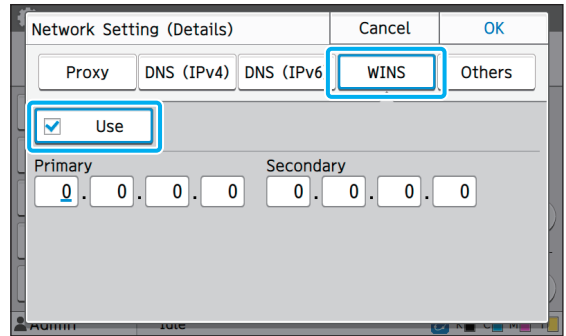 Network Setting (Details) Cancel OK
Proxy DNS (IPv4) DNS (IPv6 WINS Others
Use
Primary Secondary
0. 0. 0. 0 0. 0. 0. 0
Admin Idle K C M